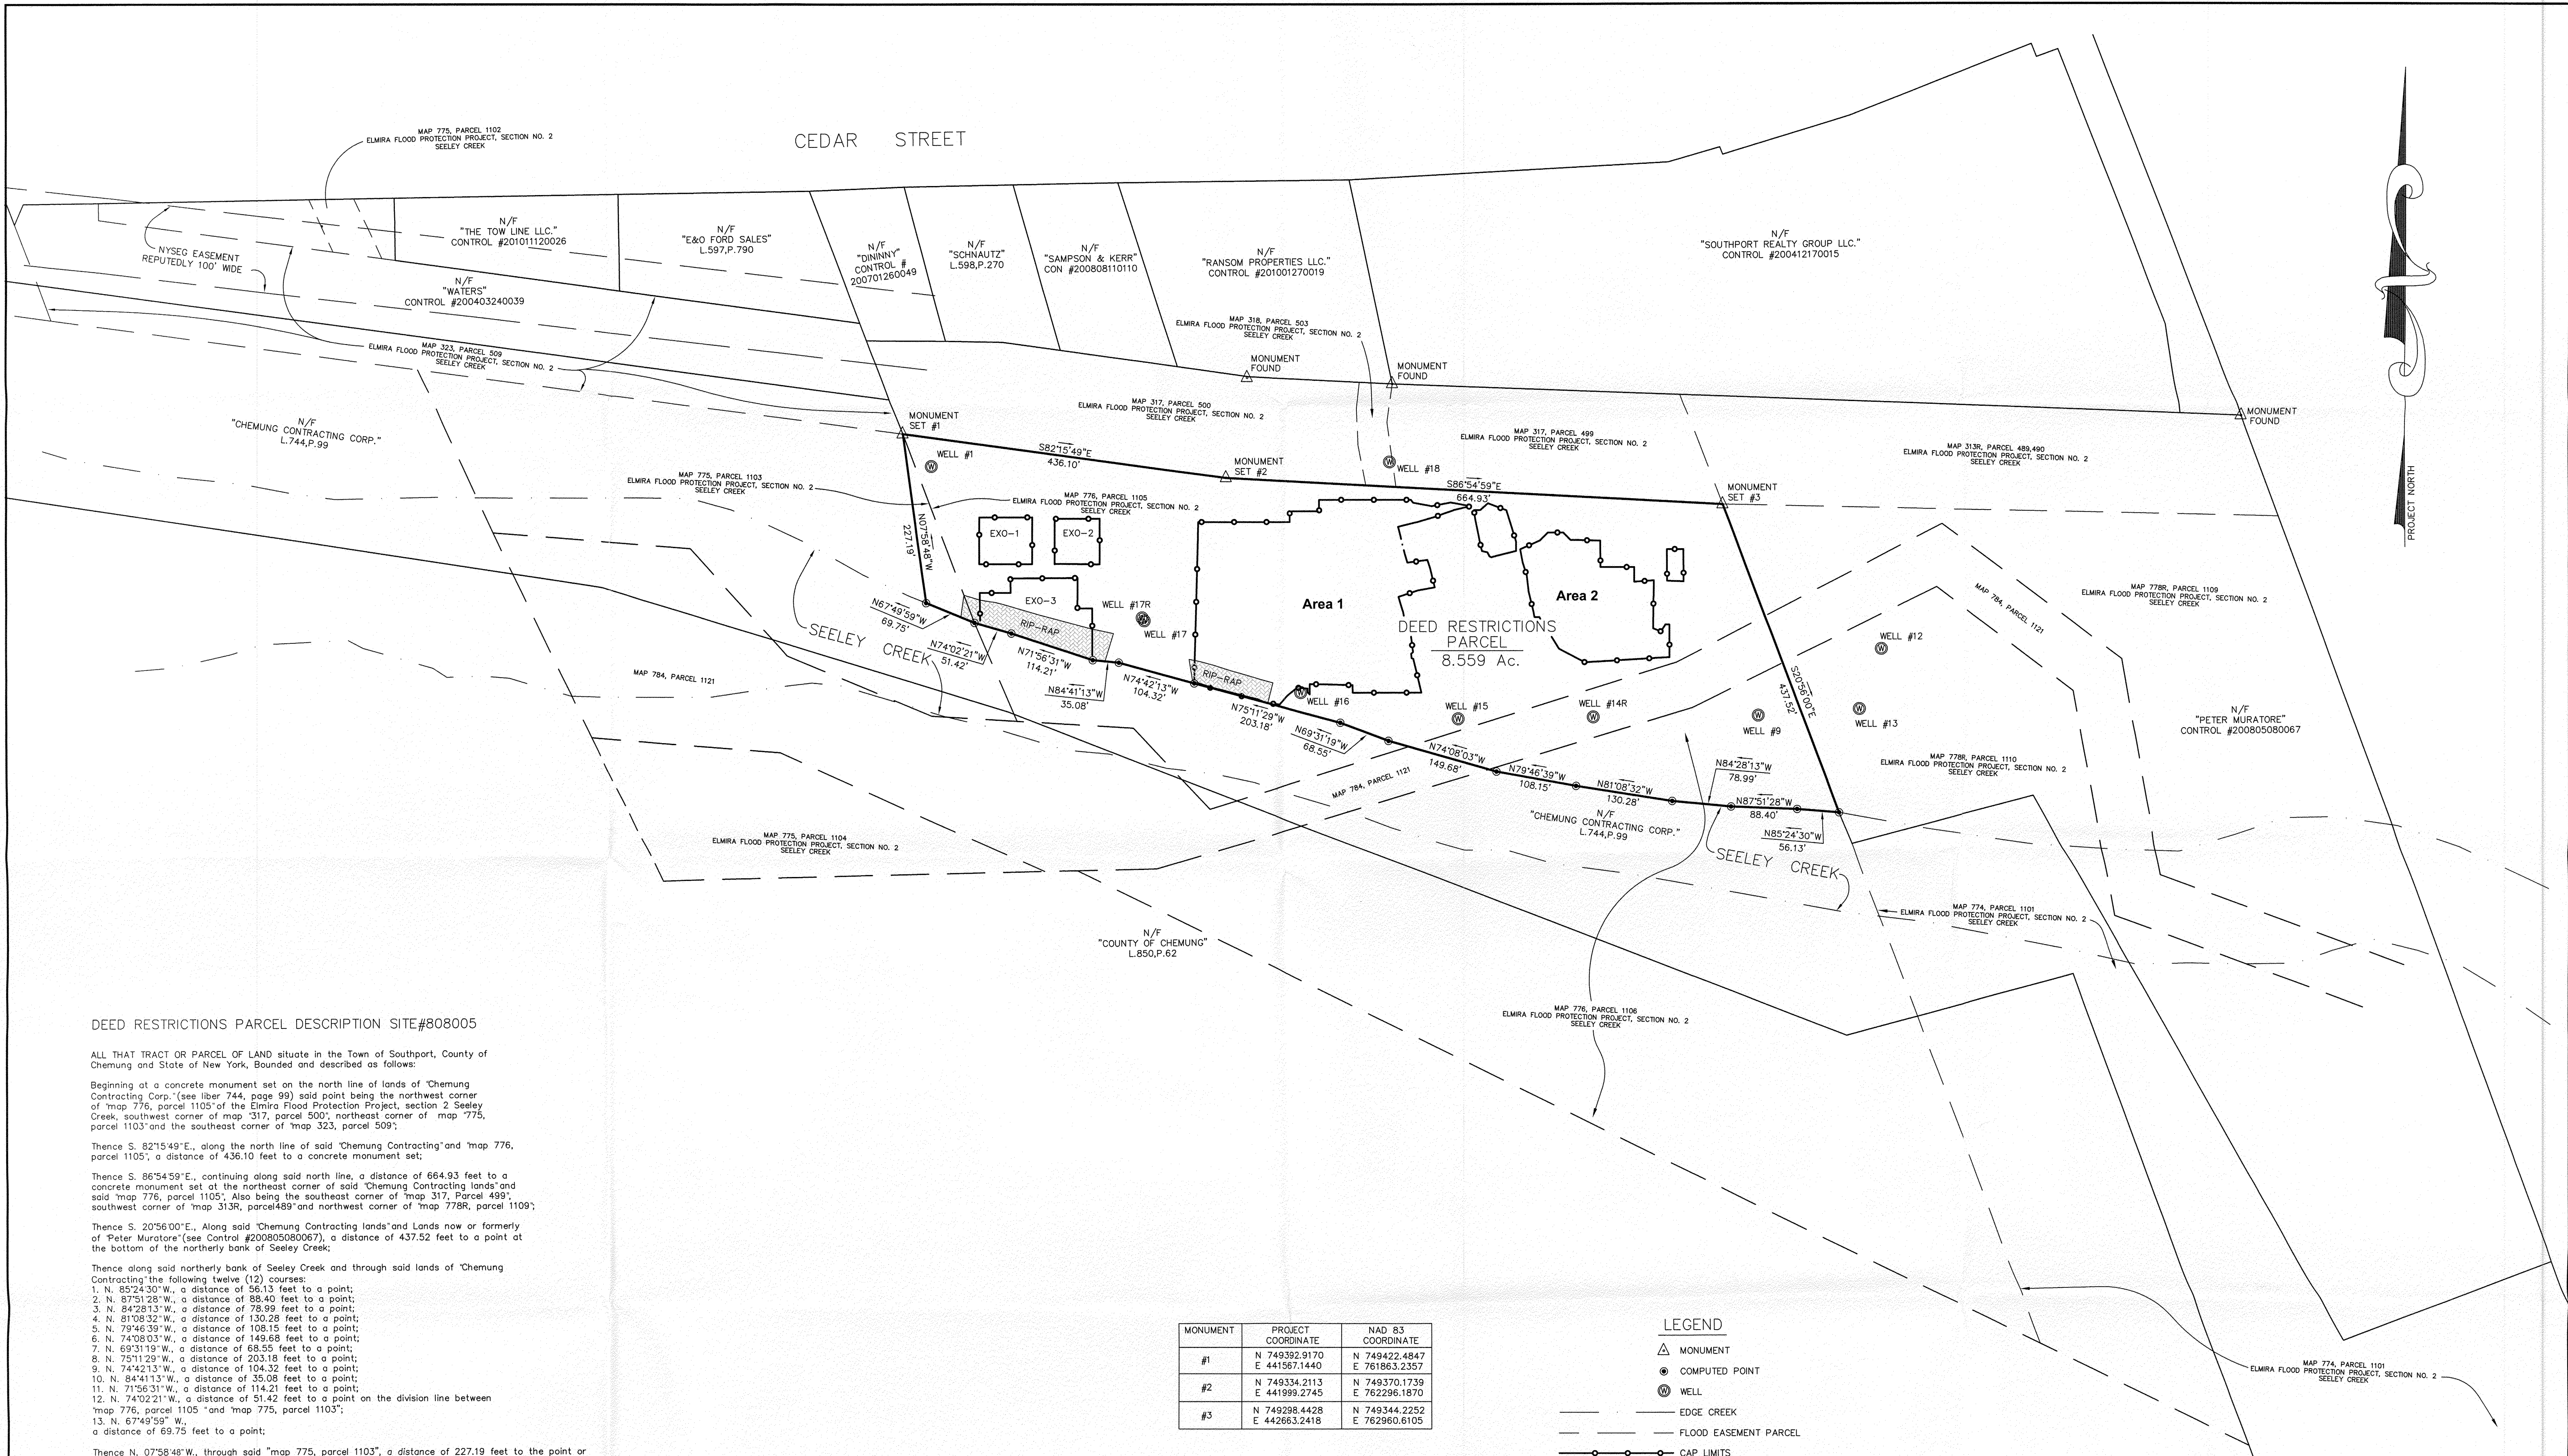 MAP 775, PARCEL 1102
ELMIRA FLOOD PROTECTION PROJECT, SECTION NO. 2
SEELEY CREEK
CEDAR STREET
NYSEG EASEMENT
REPUTEDLY 100' WIDE
N/F
"THE TOW LINE LLC."
CONTROL #201011120026
N/F
"E&O FORD SALES"
L.597,P.790
N/F
"DININNY"
CONTROL #
200701260049
N/F
"SCHNAUTZ"
L.598,P.270
N/F
"SAMPSON & KERR"
CON #200808110110
N/F
"RANSOM PROPERTIES LLC."
CONTROL #201001270019
N/F
"SOUTHPORT REALTY GROUP LLC."
CONTROL #200412170015
N/F
"WATERS"
CONTROL #200403240039
MAP 323, PARCEL 509
ELMIRA FLOOD PROTECTION PROJECT, SECTION NO. 2
SEELEY CREEK
MAP 318, PARCEL 503
ELMIRA FLOOD PROTECTION PROJECT, SECTION NO. 2
SEELEY CREEK
MONUMENT
FOUND
MONUMENT
FOUND
MONUMENT
FOUND
N/F
"CHEMUNG CONTRACTING CORP."
L.744,P.99
MONUMENT
SET #1
MAP 317, PARCEL 500
ELMIRA FLOOD PROTECTION PROJECT, SECTION NO. 2
SEELEY CREEK
MAP 317, PARCEL 499
ELMIRA FLOOD PROTECTION PROJECT, SECTION NO. 2
SEELEY CREEK
MAP 313R, PARCEL 489,490
ELMIRA FLOOD PROTECTION PROJECT, SECTION NO. 2
SEELEY CREEK
PROJECT NORTH
WELL #1
S82°15'49"E
436.10'
MONUMENT
SET #2
WELL #18
S86°54'59"E
664.93'
MONUMENT
SET #3
MAP 775, PARCEL 1103
ELMIRA FLOOD PROTECTION PROJECT, SECTION NO. 2
SEELEY CREEK
MAP 776, PARCEL 1105
ELMIRA FLOOD PROTECTION PROJECT, SECTION NO. 2
SEELEY CREEK
N07°58'48"W
227.19'
EXO-1
EXO-2
EXO-3
RIP-RAP
WELL #17R
WELL #17
Area 1
Area 2
DEED RESTRICTIONS
PARCEL
8.559 Ac.
RIP-RAP
WELL #16
WELL #15
WELL #14R
WELL #9
WELL #12
WELL #13
S20°56'00"E
437.52'
MAP 784, PARCEL 1121
MAP 778R, PARCEL 1109
ELMIRA FLOOD PROTECTION PROJECT, SECTION NO. 2
SEELEY CREEK
N/F
"PETER MURATORE"
CONTROL #200805080067
MAP 778R, PARCEL 1110
ELMIRA FLOOD PROTECTION PROJECT, SECTION NO. 2
SEELEY CREEK
SEELEY CREEK
MAP 784, PARCEL 1121
N67°49'59"W
69.75'
N74°02'21"W
51.42'
N71°56'31"W
114.21'
N84°41'13"W
35.08'
N74°42'13"W
104.32'
N75°11'29"W
203.18'
N69°31'19"W
68.55'
N74°08'03"W
149.68'
N79°46'39"W
108.15'
N81°08'32"W
130.28'
N84°28'13"W
78.99'
N87°51'28"W
88.40'
N85°24'30"W
56.13'
MAP 784, PARCEL 1121
N/F
"CHEMUNG CONTRACTING CORP."
L.744,P.99
SEELEY CREEK
MAP 775, PARCEL 1104
ELMIRA FLOOD PROTECTION PROJECT, SECTION NO. 2
SEELEY CREEK
MAP 774, PARCEL 1101
ELMIRA FLOOD PROTECTION PROJECT, SECTION NO. 2
SEELEY CREEK
N/F
"COUNTY OF CHEMUNG"
L.850,P.62
MAP 776, PARCEL 1106
ELMIRA FLOOD PROTECTION PROJECT, SECTION NO. 2
SEELEY CREEK
DEED RESTRICTIONS PARCEL DESCRIPTION SITE#808005
ALL THAT TRACT OR PARCEL OF LAND situate in the Town of Southport, County of
Chemung and State of New York, Bounded and described as follows:
Beginning at a concrete monument set on the north line of lands of "Chemung
Contracting Corp."(see liber 744, page 99) said point being the northwest corner
of "map 776, parcel 1105"of the Elmira Flood Protection Project, section 2 Seeley
Creek, southwest corner of map "317, parcel 500", northeast corner of map "775,
parcel 1103"and the southeast corner of "map 323, parcel 509";
Thence S. 82°15'49"E., along the north line of said "Chemung Contracting"and "map 776,
parcel 1105", a distance of 436.10 feet to a concrete monument set;
Thence S. 86°54'59"E., continuing along said north line, a distance of 664.93 feet to a
concrete monument set at the northeast corner of said "Chemung Contracting lands"and
said "map 776, parcel 1105", Also being the southeast corner of "map 317, Parcel 499",
southwest corner of "map 313R, parcel489"and northwest corner of "map 778R, parcel 1109";
Thence S. 20°56'00"E., Along said "Chemung Contracting lands"and Lands now or formerly
of "Peter Muratore"(see Control #200805080067), a distance of 437.52 feet to a point at
the bottom of the northerly bank of Seeley Creek;
Thence along said northerly bank of Seeley Creek and through said lands of "Chemung
Contracting"the following twelve (12) courses:
1. N. 85°24'30"W., a distance of 56.13 feet to a point;
2. N. 87°51'28"W., a distance of 88.40 feet to a point;
3. N. 84°28'13"W., a distance of 78.99 feet to a point;
4. N. 81°08'32"W., a distance of 130.28 feet to a point;
5. N. 79°46'39"W., a distance of 108.15 feet to a point;
6. N. 74°08'03"W., a distance of 149.68 feet to a point;
7. N. 69°31'19"W., a distance of 68.55 feet to a point;
8. N. 75°11'29"W., a distance of 203.18 feet to a point;
9. N. 74°42'13"W., a distance of 104.32 feet to a point;
10. N. 84°41'13"W., a distance of 35.08 feet to a point;
11. N. 71°56'31"W., a distance of 114.21 feet to a point;
12. N. 74°02'21"W., a distance of 51.42 feet to a point on the division line between
"map 776, parcel 1105 "and "map 775, parcel 1103";
13. N. 67°49'59" W.,
a distance of 69.75 feet to a point;
Thence N. 07°58'48"W., through said "map 775, parcel 1103", a distance of 227.19 feet to the point or
MONUMENT PROJECT COORDINATE NAD 83 COORDINATE
#1 N 749392.9170 E 441567.1440 N 749422.4847 E 761863.2357
#2 N 749334.2113 E 441999.2745 N 749370.1739 E 762296.1870
#3 N 749298.4428 E 442663.2418 N 749344.2252 E 762960.6105
LEGEND
MONUMENT
COMPUTED POINT
WELL
EDGE CREEK
FLOOD EASEMENT PARCEL
CAP LIMITS
MAP 774, PARCEL 1101
ELMIRA FLOOD PROTECTION PROJECT, SECTION NO. 2
SEELEY CREEK